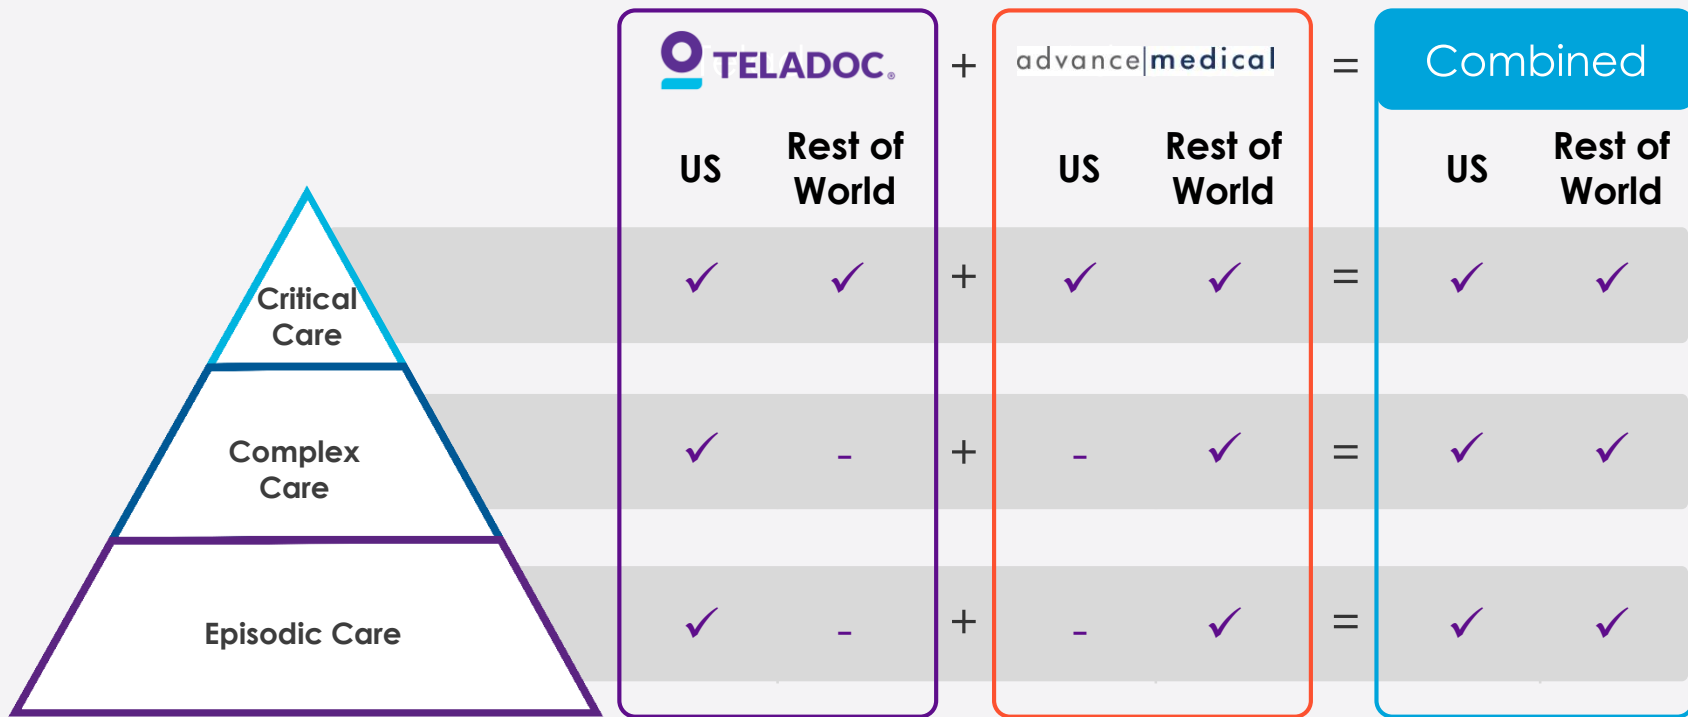 TELADOC® + advance|medical = Combined
US Rest of World US Rest of World US Rest of World
Critical Care ✓ ✓ + ✓ ✓ = ✓ ✓
Complex Care ✓ - + - ✓ = ✓ ✓
Episodic Care ✓ - + - ✓ = ✓ ✓